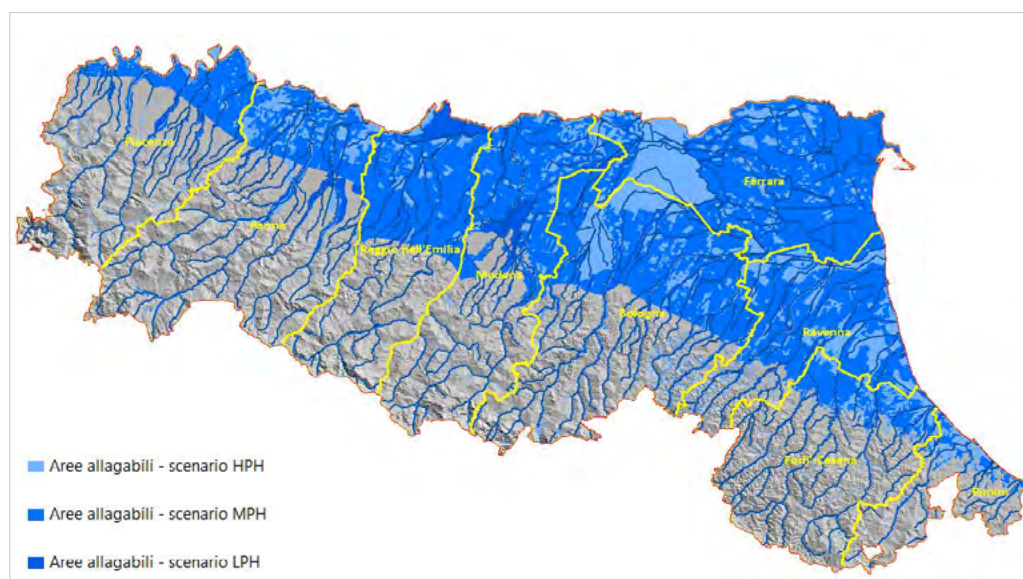 Piacenza
Parma
Reggio nell'Emilia
Modena
Bologna
Ferrara
Ravenna
Forli'-Cesena
Rimini
Aree allagabili - scenario HPH
Aree allagabili - scenario MPH
Aree allagabili - scenario LPH